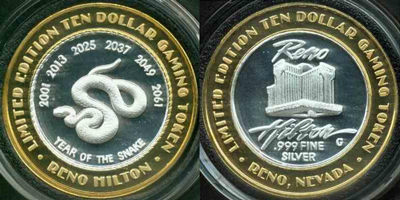 LIMITED EDITION TEN DOLLAR GAMING TOKEN
2001 2013 2025 2037 2049 2061
YEAR OF THE SNAKE
• RENO HILTON •
LIMITED EDITION TEN DOLLAR GAMING TOKEN
Reno
Hilton
.999 FINE
SILVER
G
• RENO, NEVADA •